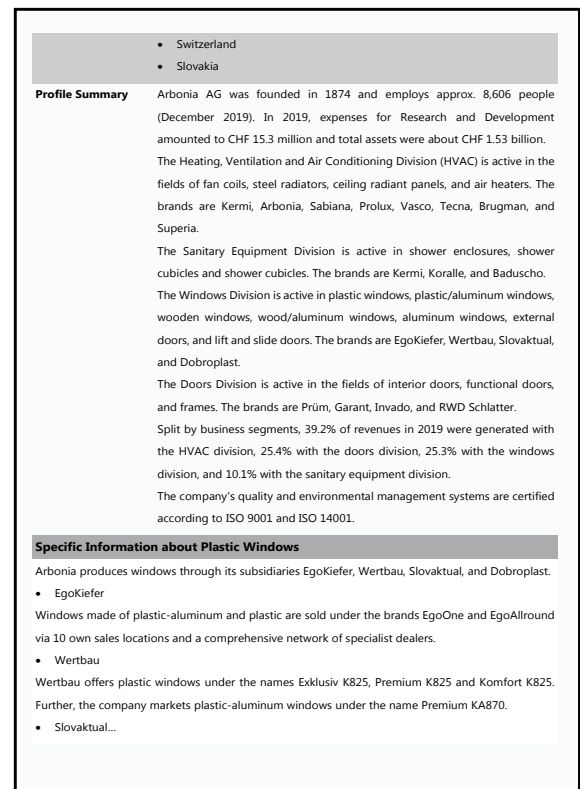 • Switzerland
• Slovakia
Profile Summary Arbonia AG was founded in 1874 and employs approx. 8,606 people
(December 2019). In 2019, expenses for Research and Development
amounted to CHF 15.3 million and total assets were about CHF 1.53 billion.
The Heating, Ventilation and Air Conditioning Division (HVAC) is active in the
fields of fan coils, steel radiators, ceiling radiant panels, and air heaters. The
brands are Kermi, Arbonia, Sabiana, Prolux, Vasco, Tecna, Brugman, and
Superia.
The Sanitary Equipment Division is active in shower enclosures, shower
cubicles and shower cubicles. The brands are Kermi, Koralle, and Baduscho.
The Windows Division is active in plastic windows, plastic/aluminum windows,
wooden windows, wood/aluminum windows, aluminum windows, external
doors, and lift and slide doors. The brands are EgoKiefer, Wertbau, Slovaktual,
and Dobroplast.
The Doors Division is active in the fields of interior doors, functional doors,
and frames. The brands are Prüm, Garant, Invado, and RWD Schlatter.
Split by business segments, 39.2% of revenues in 2019 were generated with
the HVAC division, 25.4% with the doors division, 25.3% with the windows
division, and 10.1% with the sanitary equipment division.
The company's quality and environmental management systems are certified
according to ISO 9001 and ISO 14001.
Specific Information about Plastic Windows
Arbonia produces windows through its subsidiaries EgoKiefer, Wertbau, Slovaktual, and Dobroplast.
• EgoKiefer
Windows made of plastic-aluminum and plastic are sold under the brands EgoOne and EgoAllround
via 10 own sales locations and a comprehensive network of specialist dealers.
• Wertbau
Wertbau offers plastic windows under the names Exklusiv K825, Premium K825 and Komfort K825.
Further, the company markets plastic-aluminum windows under the name Premium KA870.
• Slovaktual...